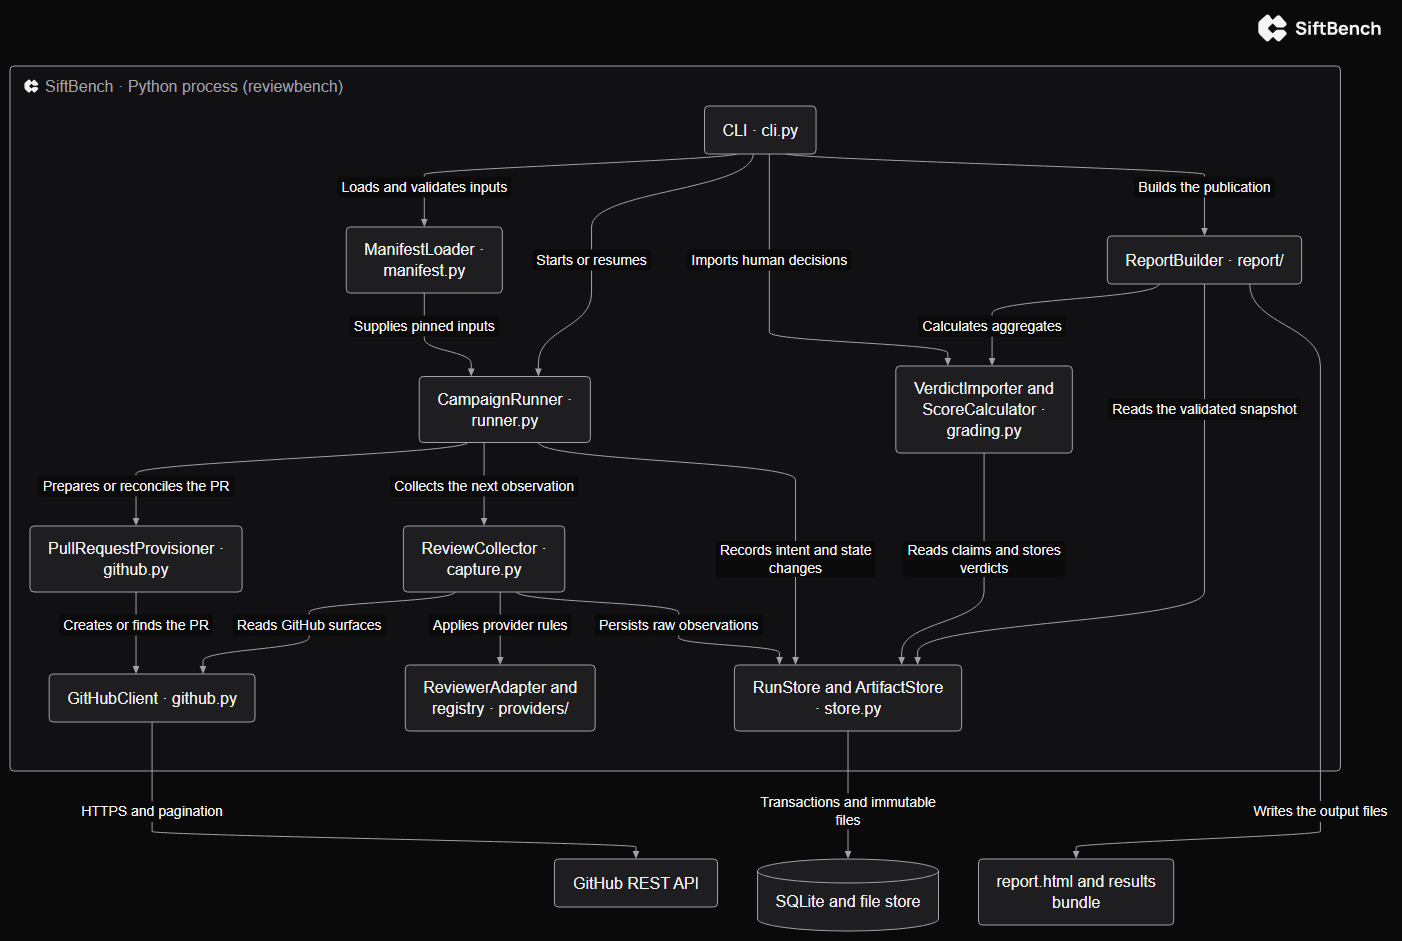 SiftBench
SiftBench · Python process (reviewbench)
CLI · cli.py
Loads and validates inputs
Builds the publication
ManifestLoader ·
manifest.py
Starts or resumes
Imports human decisions
ReportBuilder · report/
Supplies pinned inputs
Calculates aggregates
CampaignRunner ·
runner.py
VerdictImporter and
ScoreCalculator ·
grading.py
Reads the validated snapshot
Prepares or reconciles the PR
Collects the next observation
PullRequestProvisioner ·
github.py
ReviewCollector ·
capture.py
Records intent and state
changes
Reads claims and stores
verdicts
Creates or finds the PR
Reads GitHub surfaces
Applies provider rules
Persists raw observations
GitHubClient · github.py
ReviewerAdapter and
registry · providers/
RunStore and ArtifactStore
· store.py
HTTPS and pagination
Transactions and immutable
files
Writes the output files
GitHub REST API
SQLite and file store
report.html and results
bundle